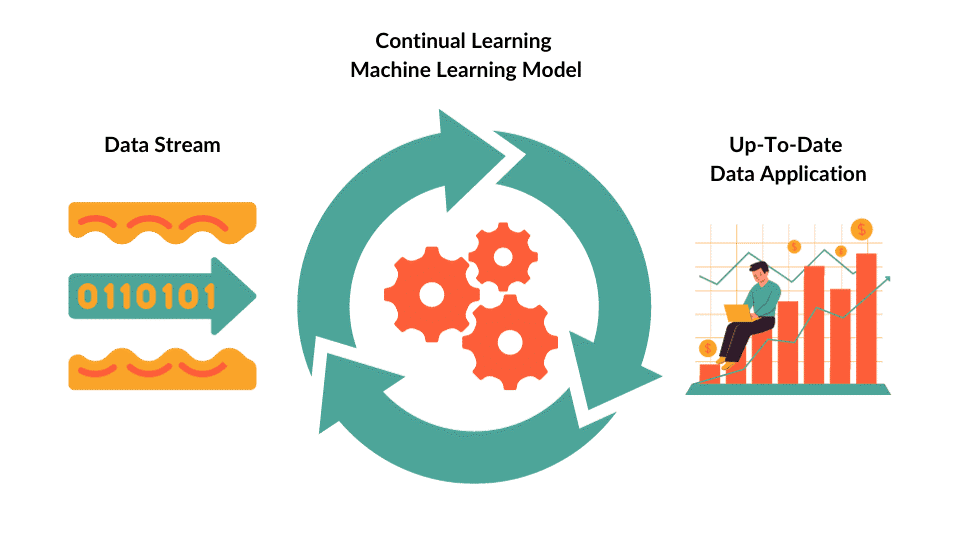 Continual Learning
Machine Learning Model
Data Stream
0110101
Up-To-Date
Data Application
$
$
$
$